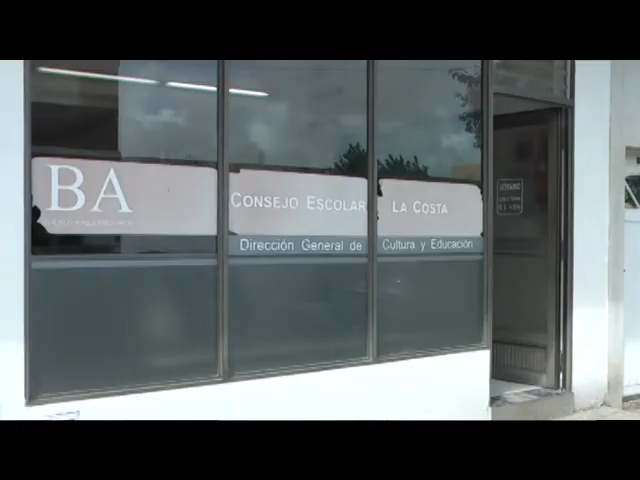 BA
CONSEJO ESCOLAR LA COSTA
Dirección General de Cultura y Educación
HORARIO